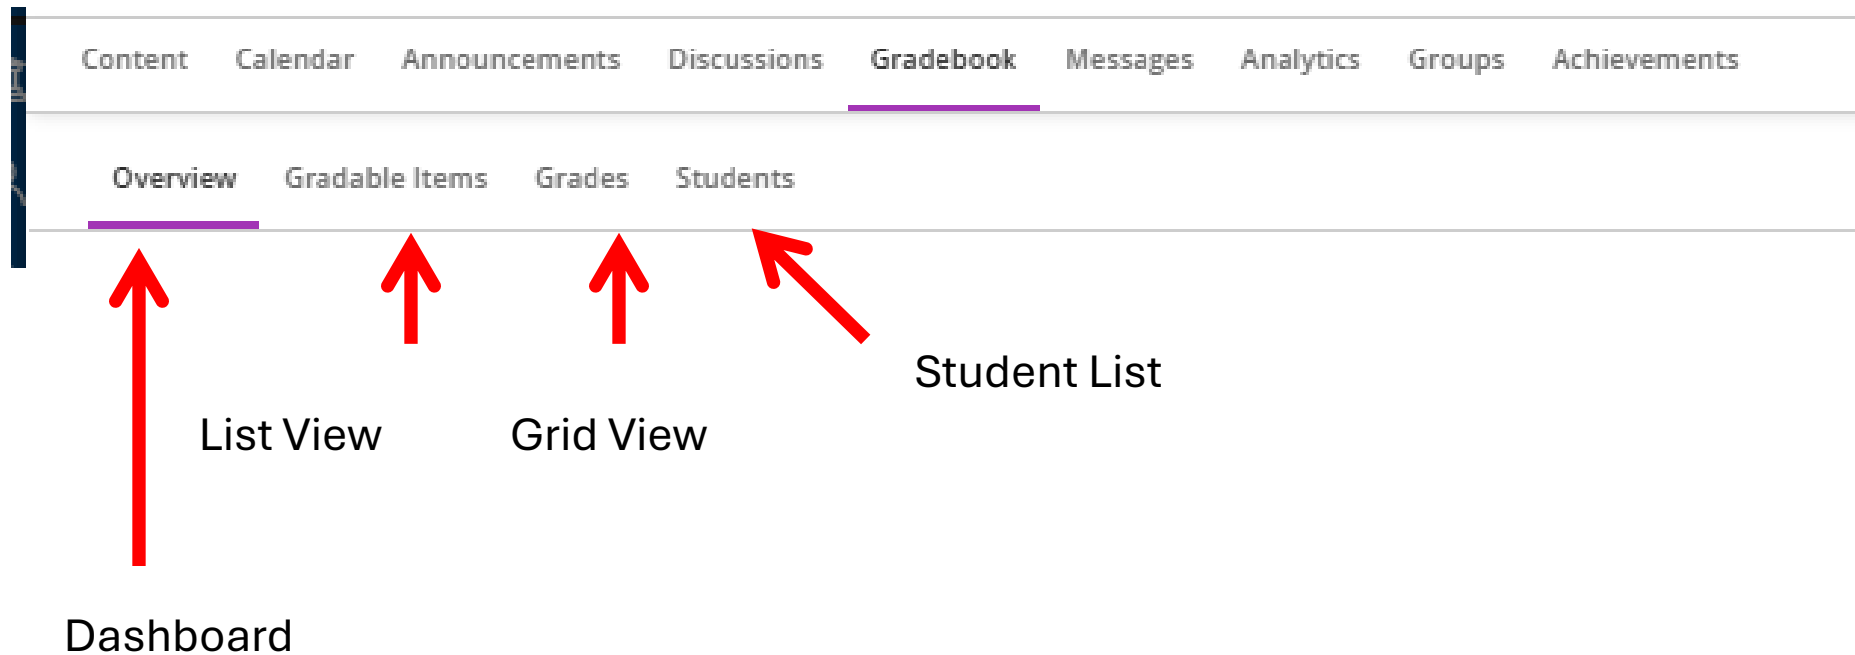 Content Calendar Announcements Discussions Gradebook Messages Analytics Groups Achievements
Overview Gradable Items Grades Students
Student List
List View Grid View
Dashboard